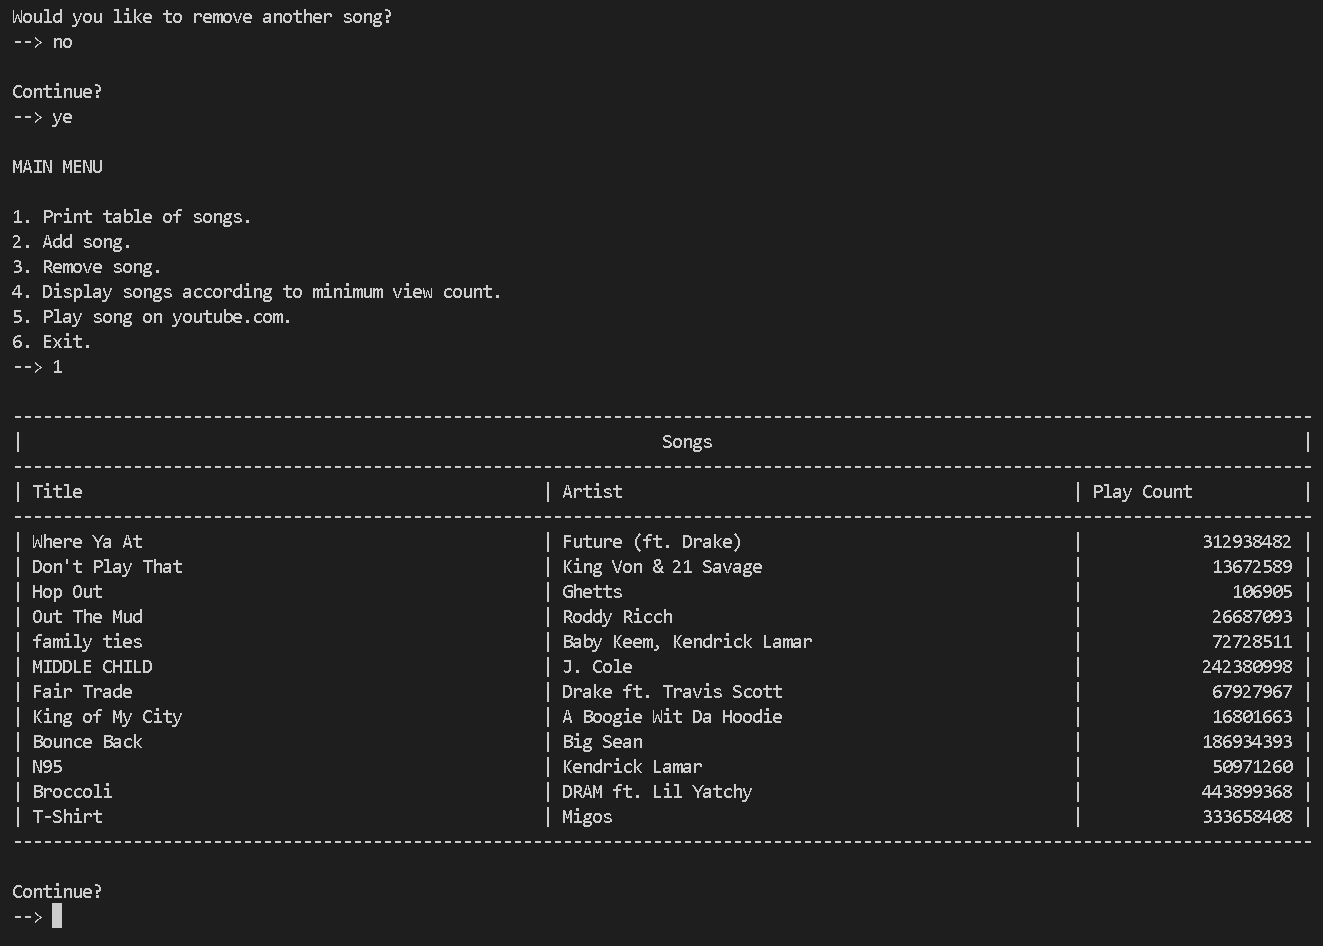 Would you like to remove another song?
--> no
Continue?
--> ye
MAIN MENU
1. Print table of songs.
2. Add song.
3. Remove song.
4. Display songs according to minimum view count.
5. Play song on youtube.com.
6. Exit.
--> 1
| Songs |
| Title | Artist | Play Count |
| Where Ya At | Future (ft. Drake) | 312938482 |
| Don't Play That | King Von & 21 Savage | 13672589 |
| Hop Out | Ghetts | 106905 |
| Out The Mud | Roddy Ricch | 26687093 |
| family ties | Baby Keem, Kendrick Lamar | 72728511 |
| MIDDLE CHILD | J. Cole | 242380998 |
| Fair Trade | Drake ft. Travis Scott | 67927967 |
| King of My City | A Boogie Wit Da Hoodie | 16801663 |
| Bounce Back | Big Sean | 186934393 |
| N95 | Kendrick Lamar | 50971260 |
| Broccoli | DRAM ft. Lil Yatchy | 443899368 |
| T-Shirt | Migos | 333658408 |
Continue?
-->